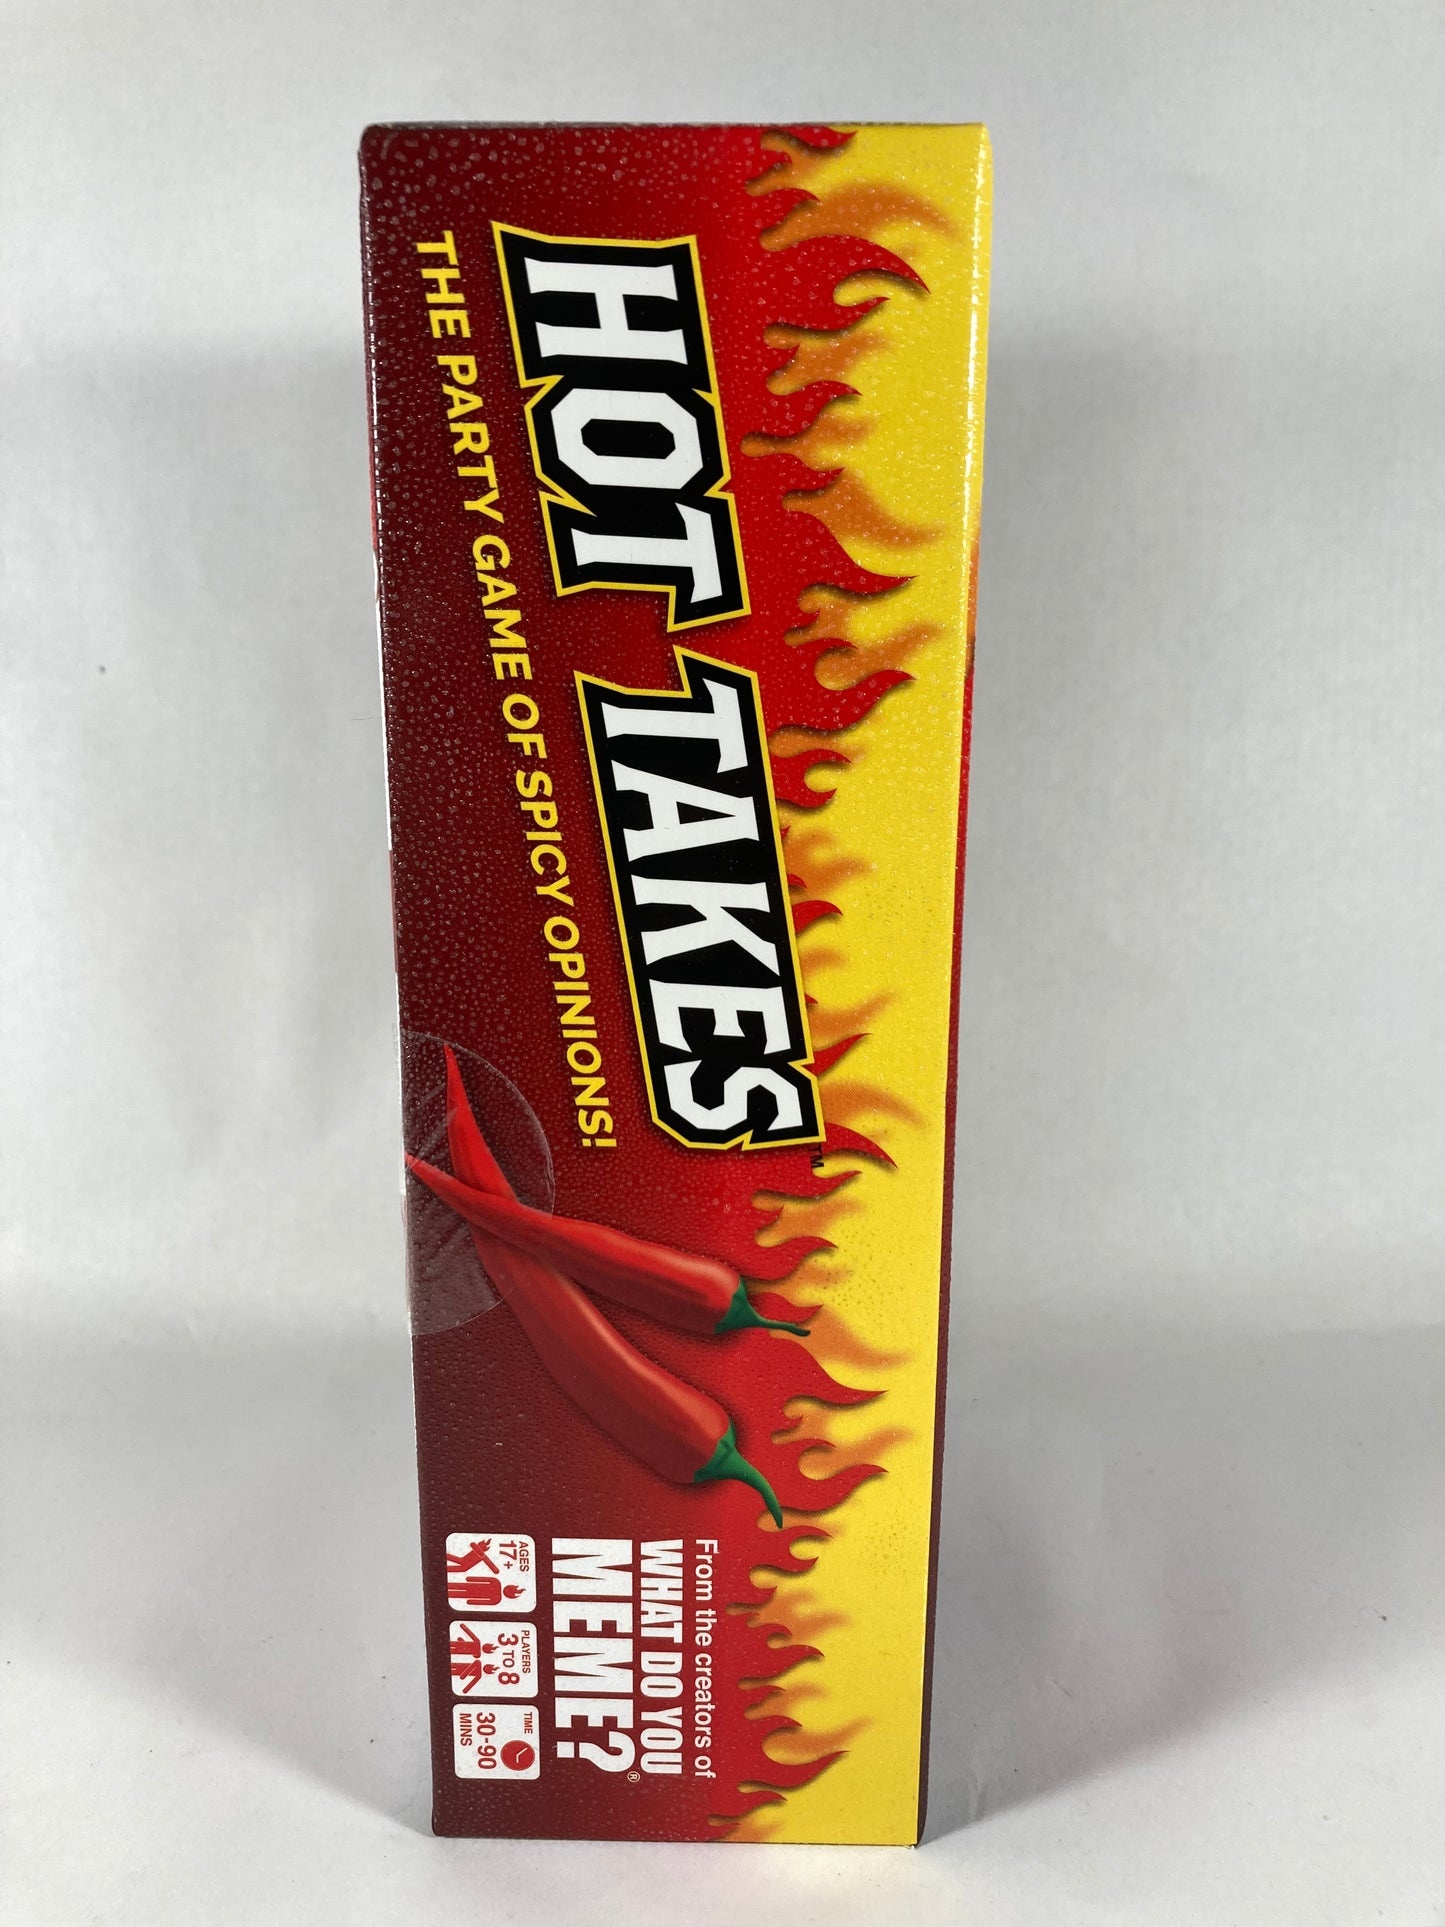 HOT TAKES™
THE PARTY GAME OF SPICY OPINIONS!
From the creators of
WHAT DO YOU
MEME?®
AGES
17+
PLAYERS
3 TO 8
TIME
30-90
MINS